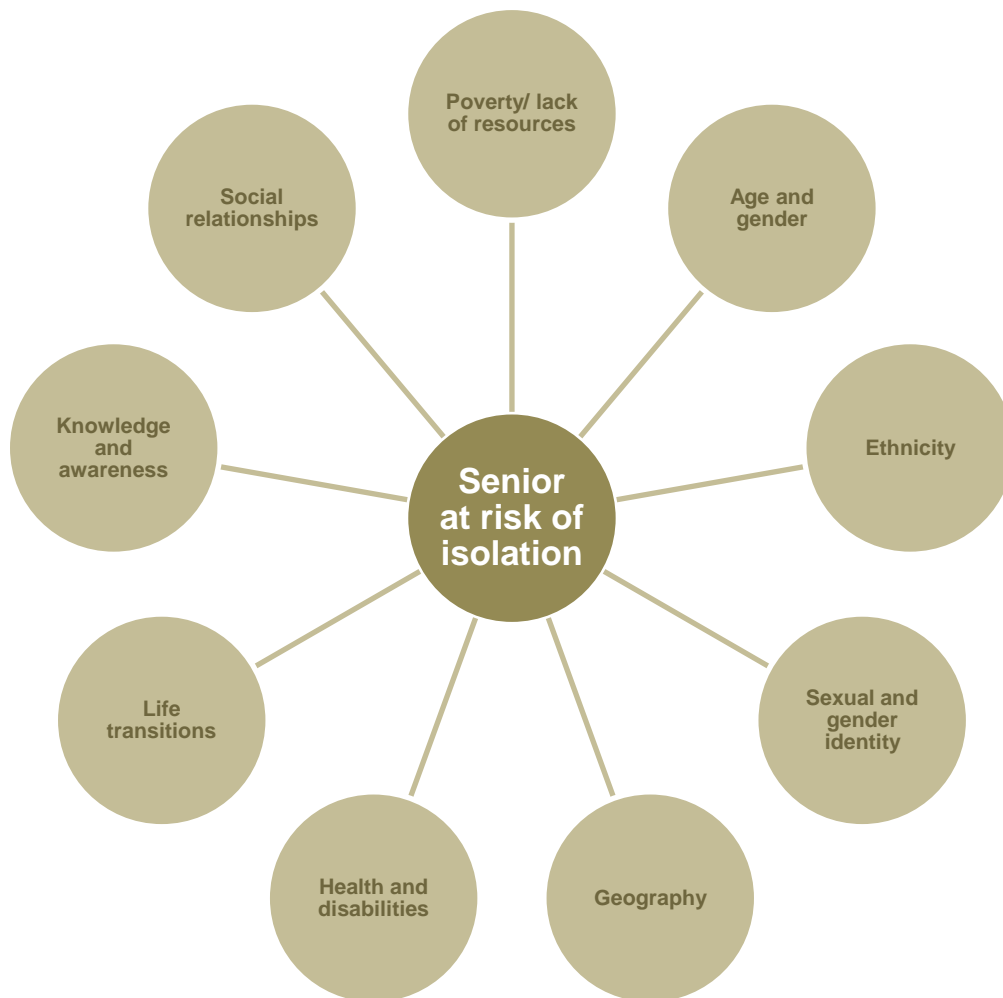 Poverty/ lack
of resources
Age and
gender
Ethnicity
Sexual and
gender
identity
Geography
Health and
disabilities
Life
transitions
Knowledge
and
awareness
Social
relationships
Senior
at risk of
isolation